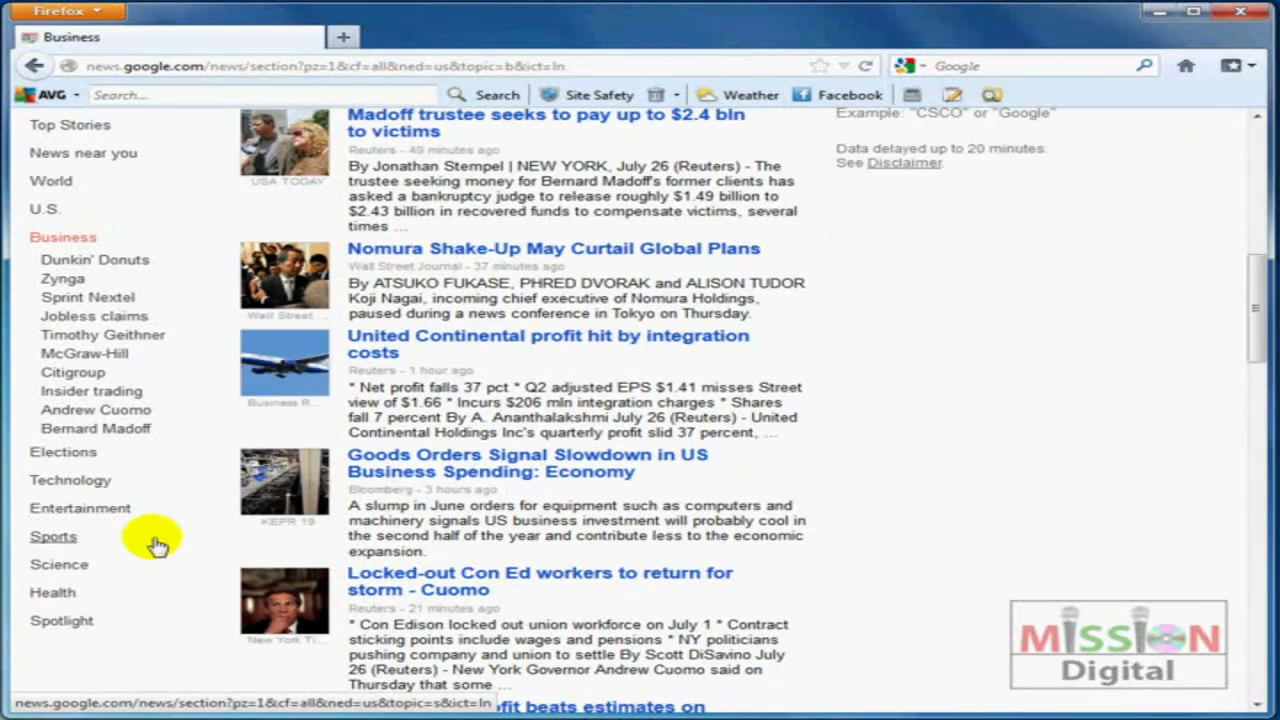 Firefox
Business
news.google.com/news/section?pz=1&cf=all&ned=us&topic=b&ict=ln
Google
AVG
Search...
Search
Site Safety
Weather
Facebook
Top Stories
News near you
World
U.S.
Business
Dunkin' Donuts
Zynga
Sprint Nextel
Jobless claims
Timothy Geithner
McGraw-Hill
Citigroup
Insider trading
Andrew Cuomo
Bernard Madoff
Elections
Technology
Entertainment
Sports
Science
Health
Spotlight
USA TODAY
Madoff trustee seeks to pay up to $2.4 bln
to victims
Reuters - 49 minutes ago
By Jonathan Stempel | NEW YORK, July 26 (Reuters) - The
trustee seeking money for Bernard Madoff's former clients has
asked a bankruptcy judge to release roughly $1.49 billion to
$2.43 billion in recovered funds to compensate victims, several
times ...
Wall Street ...
Nomura Shake-Up May Curtail Global Plans
Wall Street Journal - 37 minutes ago
By ATSUKO FUKASE, PHRED DVORAK and ALISON TUDOR
Koji Nagai, incoming chief executive of Nomura Holdings,
paused during a news conference in Tokyo on Thursday.
Business R...
United Continental profit hit by integration
costs
Reuters - 1 hour ago
* Net profit falls 37 pct * Q2 adjusted EPS $1.41 misses Street
view of $1.66 * Incurs $206 mln integration charges * Shares
fall 7 percent By A. Ananthalakshmi July 26 (Reuters) - United
Continental Holdings Inc's quarterly profit slid 37 percent, ...
KEPR 19
Goods Orders Signal Slowdown in US
Business Spending: Economy
Bloomberg - 3 hours ago
A slump in June orders for equipment such as computers and
machinery signals US business investment will probably cool in
the second half of the year and contribute less to the economic
expansion.
New York Ti...
Locked-out Con Ed workers to return for
storm - Cuomo
Reuters - 21 minutes ago
* Con Edison locked out union workforce on July 1 * Contract
sticking points include wages and pensions * NY politicians
pushing company and union to settle By Scott DiSavino July
26 (Reuters) - New York Governor Andrew Cuomo said on
Thursday that some ...
fit beats estimates on
Example: "CSCO" or "Google"
Data delayed up to 20 minutes.
See Disclaimer.
MISSION
Digital
news.google.com/news/section?pz=1&cf=all&ned=us&topic=s&ict=ln